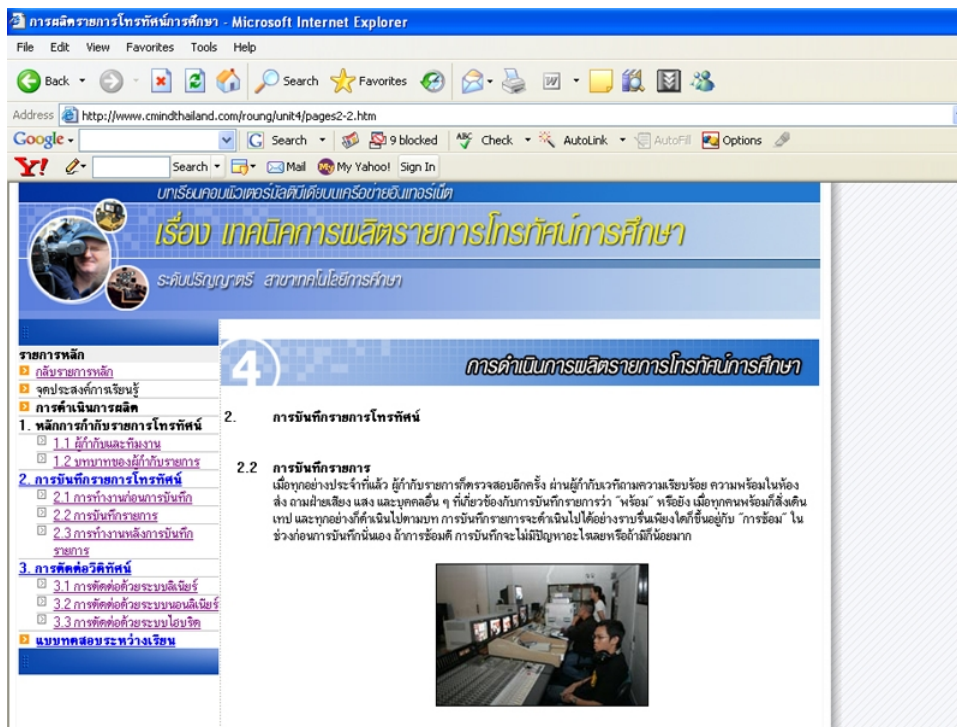 การผลิตรายการโทรทัศน์การศึกษา - Microsoft Internet Explorer
File Edit View Favorites Tools Help
Back Search Favorites
Address http://www.cmindthailand.com/roung/unit4/pages2-2.htm
Google G Search 9 blocked ABC Check AutoLink AutoFill Options
Y! Search Mail My Yahoo! Sign In
บทเรียนคอมพิวเตอร์มัลติมีเดียบนเครือข่ายอินเทอร์เน็ต
เรื่อง เทคนิคการผลิตรายการโทรทัศน์การศึกษา
ระดับปริญญาตรี สาขาเทคโนโลยีการศึกษา
รายการหลัก
กลับรายการหลัก
จุดประสงค์การเรียนรู้
การดำเนินการผลิต
1. หลักการกำกับรายการโทรทัศน์
1.1 ผู้กำกับและทีมงาน
1.2 บทบาทของผู้กำกับรายการ
2. การบันทึกรายการโทรทัศน์
2.1 การทำงานก่อนการบันทึก
2.2 การบันทึกรายการ
2.3 การทำงานหลังการบันทึก
รายการ
3. การตัดต่อวิดีทัศน์
3.1 การตัดต่อด้วยระบบลิเนียร์
3.2 การตัดต่อด้วยระบบนอนลิเนียร์
3.3 การตัดต่อด้วยระบบไฮบริด
แบบทดสอบระหว่างเรียน
4 การดำเนินการผลิตรายการโทรทัศน์การศึกษา
2. การบันทึกรายการโทรทัศน์
2.2 การบันทึกรายการ
เมื่อทุกอย่างประจำที่แล้ว ผู้กำกับรายการก็ตรวจสอบอีกครั้ง ผ่านผู้กำกับเวทีถามความเรียบร้อย ความพร้อมในห้อง
ส่ง ถามฝ่ายเสียง แสง และบุคคลอื่น ๆ ที่เกี่ยวข้องกับการบันทึกรายการว่า "พร้อม" หรือยัง เมื่อทุกคนพร้อมก็สั่งเดิน
เทป และทุกอย่างก็ดำเนินไปตามบท การบันทึกรายการจะดำเนินไปได้อย่างราบรื่นเพียงใดก็ขึ้นอยู่กับ "การซ้อม" ใน
ช่วงก่อนการบันทึกนั่นเอง ถ้าการซ้อมดี การบันทึกจะไม่มีปัญหาอะไรเลยหรือถ้ามีก็น้อยมาก